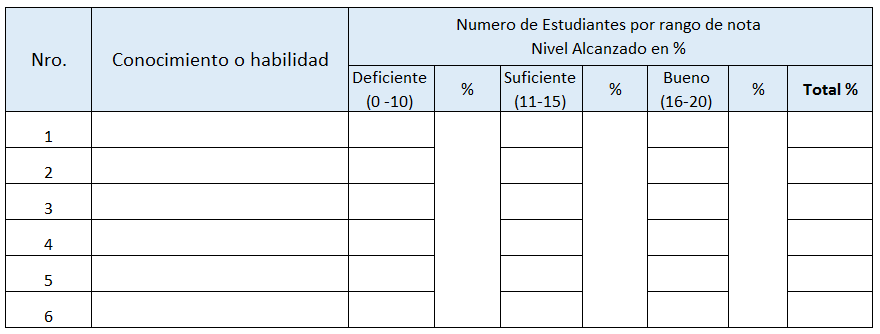 Nro.
Conocimiento o habilidad
Numero de Estudiantes por rango de nota
Nivel Alcanzado en %
Deficiente
(0 -10)
%
Suficiente
(11-15)
%
Bueno
(16-20)
%
Total %
1
2
3
4
5
6